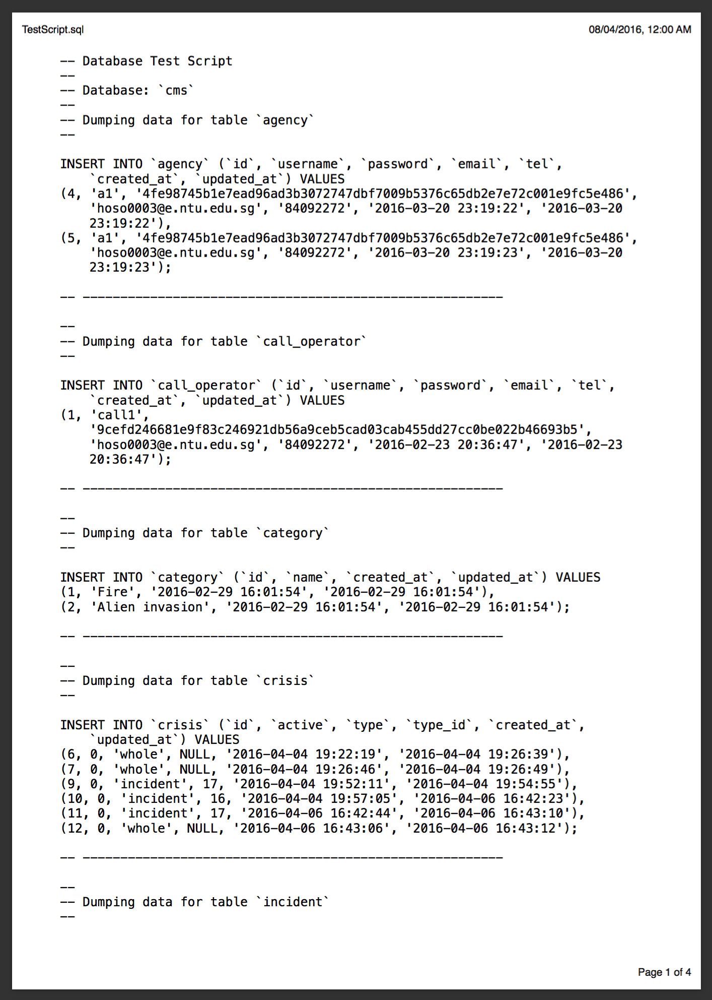 TestScript.sql 08/04/2016, 12:00 AM
-- Database Test Script
--
-- Database: `cms`
--
-- Dumping data for table `agency`
--
INSERT INTO `agency` (`id`, `username`, `password`, `email`, `tel`,
`created_at`, `updated_at`) VALUES
(4, 'a1', '4fe98745b1e7ead96ad3b3072747dbf7009b5376c65db2e7e72c001e9fc5e486',
'hoso0003@e.ntu.edu.sg', '84092272', '2016-03-20 23:19:22', '2016-03-20
23:19:22'),
(5, 'a1', '4fe98745b1e7ead96ad3b3072747dbf7009b5376c65db2e7e72c001e9fc5e486',
'hoso0003@e.ntu.edu.sg', '84092272', '2016-03-20 23:19:23', '2016-03-20
23:19:23');
-- --------------------------------------------------------
--
-- Dumping data for table `call_operator`
--
INSERT INTO `call_operator` (`id`, `username`, `password`, `email`, `tel`,
`created_at`, `updated_at`) VALUES
(1, 'call1',
'9cefd246681e9f83c246921db56a9ceb5cad03cab455dd27cc0be022b46693b5',
'hoso0003@e.ntu.edu.sg', '84092272', '2016-02-23 20:36:47', '2016-02-23
20:36:47');
-- --------------------------------------------------------
--
-- Dumping data for table `category`
--
INSERT INTO `category` (`id`, `name`, `created_at`, `updated_at`) VALUES
(1, 'Fire', '2016-02-29 16:01:54', '2016-02-29 16:01:54'),
(2, 'Alien invasion', '2016-02-29 16:01:54', '2016-02-29 16:01:54');
-- --------------------------------------------------------
--
-- Dumping data for table `crisis`
--
INSERT INTO `crisis` (`id`, `active`, `type`, `type_id`, `created_at`,
`updated_at`) VALUES
(6, 0, 'whole', NULL, '2016-04-04 19:22:19', '2016-04-04 19:26:39'),
(7, 0, 'whole', NULL, '2016-04-04 19:26:46', '2016-04-04 19:26:49'),
(9, 0, 'incident', 17, '2016-04-04 19:52:11', '2016-04-04 19:54:55'),
(10, 0, 'incident', 16, '2016-04-04 19:57:05', '2016-04-06 16:42:23'),
(11, 0, 'incident', 17, '2016-04-06 16:42:44', '2016-04-06 16:43:10'),
(12, 0, 'whole', NULL, '2016-04-06 16:43:06', '2016-04-06 16:43:12');
-- --------------------------------------------------------
--
-- Dumping data for table `incident`
--
Page 1 of 4